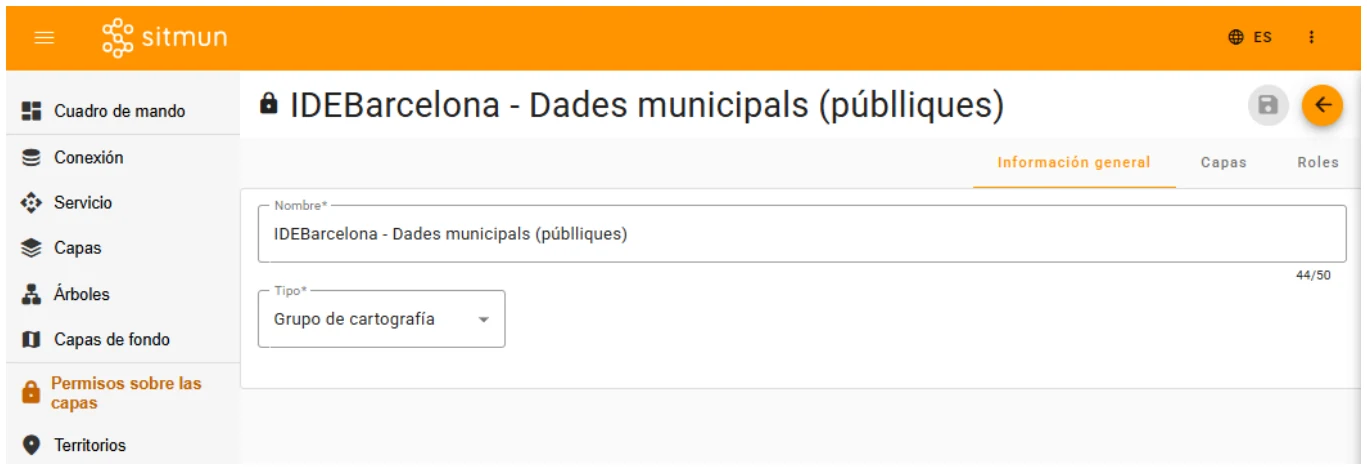 sitmun
ES
Cuadro de mando
IDEBarcelona - Dades municipals (públliques)
Conexión
Información general
Capas
Roles
Servicio
Nombre*
IDEBarcelona - Dades municipals (públliques)
Capas
44/50
Árboles
Tipo*
Grupo de cartografía
Capas de fondo
Permisos sobre las
capas
Territorios